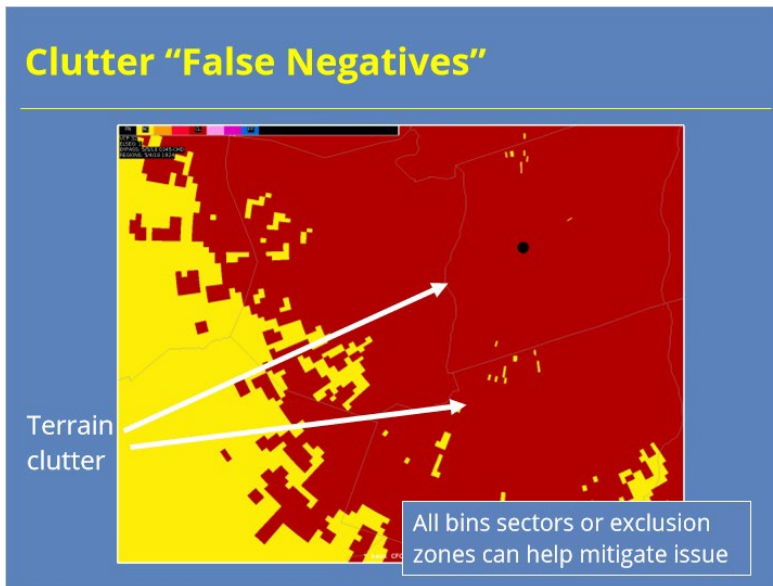 Clutter “False Negatives”
Terrain
clutter
All bins sectors or exclusion
zones can help mitigate issue